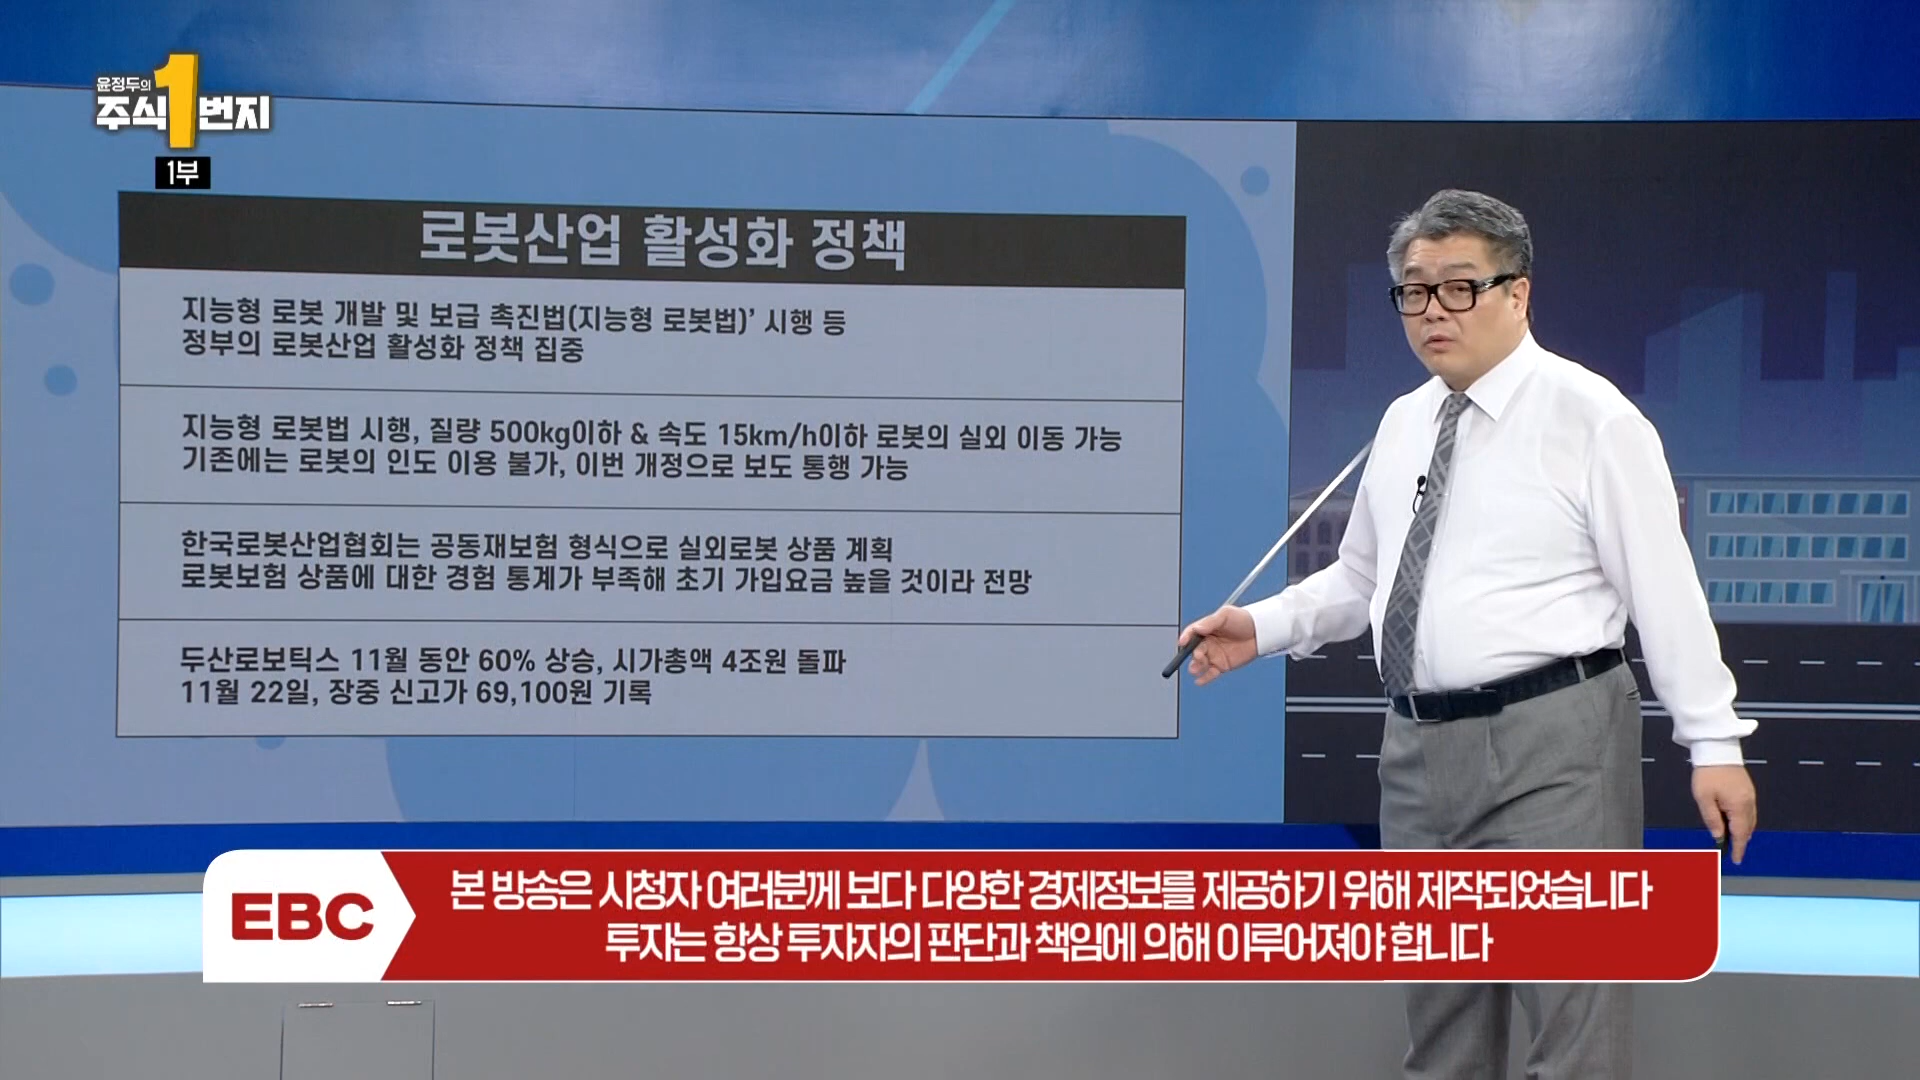 윤정두의
주식1번지
1부
로봇산업 활성화 정책
지능형 로봇 개발 및 보급 촉진법(지능형 로봇법)’ 시행 등
정부의 로봇산업 활성화 정책 집중
지능형 로봇법 시행, 질량 500kg이하 & 속도 15km/h이하 로봇의 실외 이동 가능
기존에는 로봇의 인도 이용 불가, 이번 개정으로 보도 통행 가능
한국로봇산업협회는 공동재보험 형식으로 실외로봇 상품 계획
로봇보험 상품에 대한 경험 통계가 부족해 초기 가입요금 높을 것이라 전망
두산로보틱스 11월 동안 60% 상승, 시가총액 4조원 돌파
11월 22일, 장중 신고가 69,100원 기록
EBC
본 방송은 시청자 여러분께 보다 다양한 경제정보를 제공하기 위해 제작되었습니다
투자는 항상 투자자의 판단과 책임에 의해 이루어져야 합니다